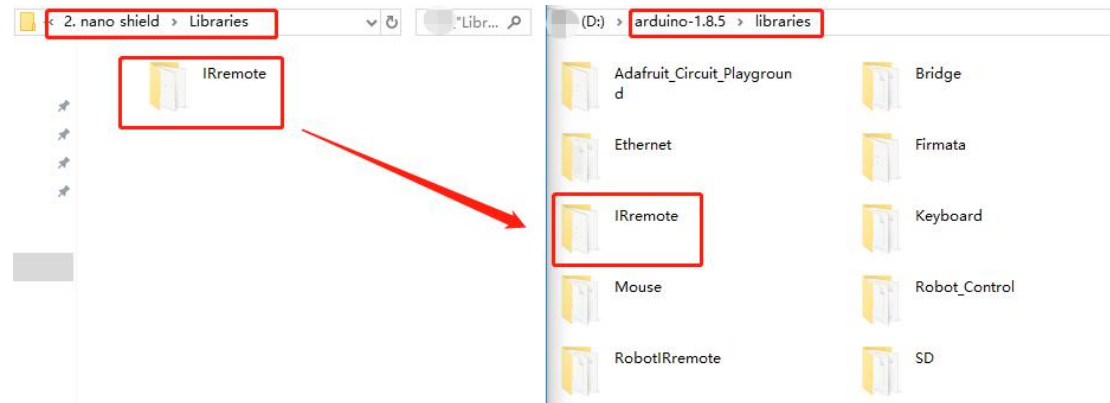 « 2. nano shield › Libraries
"Libr...
IRremote
(D:) › arduino-1.8.5 › libraries
Adafruit_Circuit_Playgroun
d
Bridge
Ethernet
Firmata
IRremote
Keyboard
Mouse
Robot_Control
RobotIRremote
SD